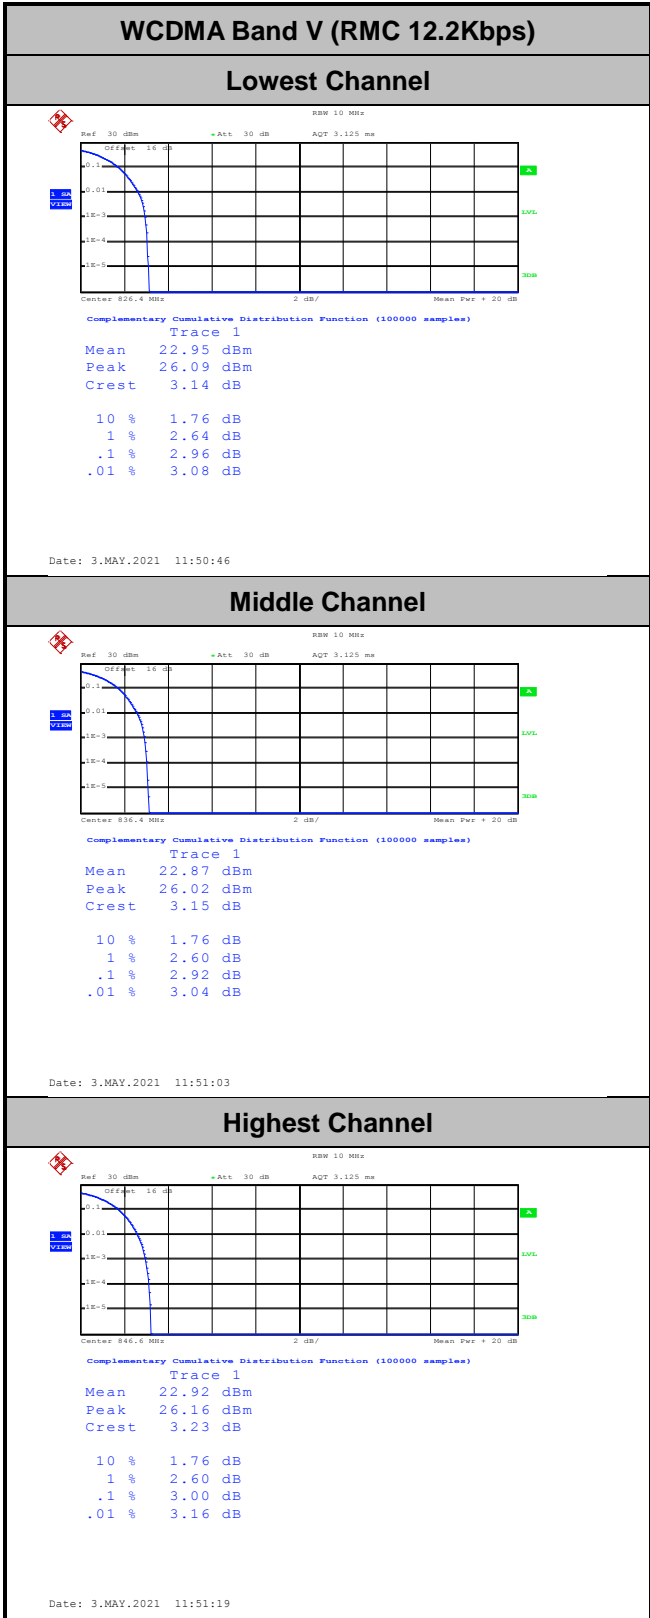 WCDMA Band V (RMC 12.2Kbps)
Lowest Channel
RBW 10 MHz
Ref 30 dBm *Att 30 dB AQT 3.125 ms
Offset 16 dB
0.1
A
0.01
1 SA
VIEW
1E-3
LVL
1E-4
1E-5
3DB
Center 826.4 MHz 2 dB/ Mean Pwr + 20 dB
Complementary Cumulative Distribution Function (100000 samples)
Trace 1
Mean 22.95 dBm
Peak 26.09 dBm
Crest 3.14 dB
10 % 1.76 dB
1 % 2.64 dB
.1 % 2.96 dB
.01 % 3.08 dB
Date: 3.MAY.2021 11:50:46
Middle Channel
RBW 10 MHz
Ref 30 dBm *Att 30 dB AQT 3.125 ms
Offset 16 dB
0.1
A
0.01
1 SA
VIEW
1E-3
LVL
1E-4
1E-5
3DB
Center 836.4 MHz 2 dB/ Mean Pwr + 20 dB
Complementary Cumulative Distribution Function (100000 samples)
Trace 1
Mean 22.87 dBm
Peak 26.02 dBm
Crest 3.15 dB
10 % 1.76 dB
1 % 2.60 dB
.1 % 2.92 dB
.01 % 3.04 dB
Date: 3.MAY.2021 11:51:03
Highest Channel
RBW 10 MHz
Ref 30 dBm *Att 30 dB AQT 3.125 ms
Offset 16 dB
0.1
A
0.01
1 SA
VIEW
1E-3
LVL
1E-4
1E-5
3DB
Center 846.6 MHz 2 dB/ Mean Pwr + 20 dB
Complementary Cumulative Distribution Function (100000 samples)
Trace 1
Mean 22.92 dBm
Peak 26.16 dBm
Crest 3.23 dB
10 % 1.76 dB
1 % 2.60 dB
.1 % 3.00 dB
.01 % 3.16 dB
Date: 3.MAY.2021 11:51:19